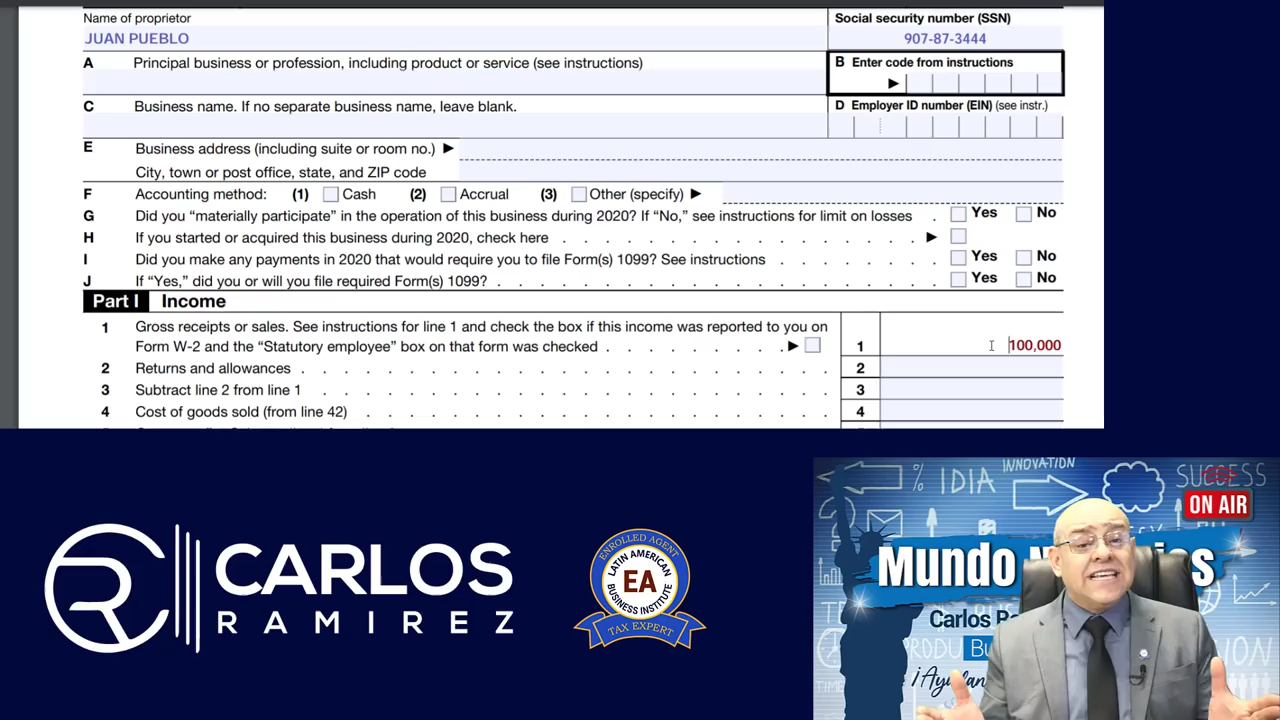 Name of proprietor
Social security number (SSN)
JUAN PUEBLO
907-87-3444
A Principal business or profession, including product or service (see instructions)
B Enter code from instructions
▶
C Business name. If no separate business name, leave blank.
D Employer ID number (EIN) (see instr.)
E Business address (including suite or room no.) ▶
City, town or post office, state, and ZIP code
F Accounting method: (1) Cash (2) Accrual (3) Other (specify) ▶
G Did you “materially participate” in the operation of this business during 2020? If “No,” see instructions for limit on losses . Yes No
H If you started or acquired this business during 2020, check here . . . . . . . . . . . . . . . . ▶
I Did you make any payments in 2020 that would require you to file Form(s) 1099? See instructions . . . . . . . . Yes No
J If “Yes,” did you or will you file required Form(s) 1099? . . . . . . . . . . . . . . . . . . . Yes No
Part I Income
1 Gross receipts or sales. See instructions for line 1 and check the box if this income was reported to you on
Form W-2 and the “Statutory employee” box on that form was checked . . . . . . . . . ▶ 1 100,000
2 Returns and allowances . . . . . . . . . . . . . . . . . . . . . . . . 2
3 Subtract line 2 from line 1 . . . . . . . . . . . . . . . . . . . . . . . . 3
4 Cost of goods sold (from line 42) . . . . . . . . . . . . . . . . . . . . . 4
CR
CARLOS
RAMIREZ
ENROLLED AGENT
LATIN AMERICAN
EA
BUSINESS INSTITUTE
TAX EXPERT
%
IDIA
INNOVATION
SUCCESS
ON AIR
Mundo
Carlos